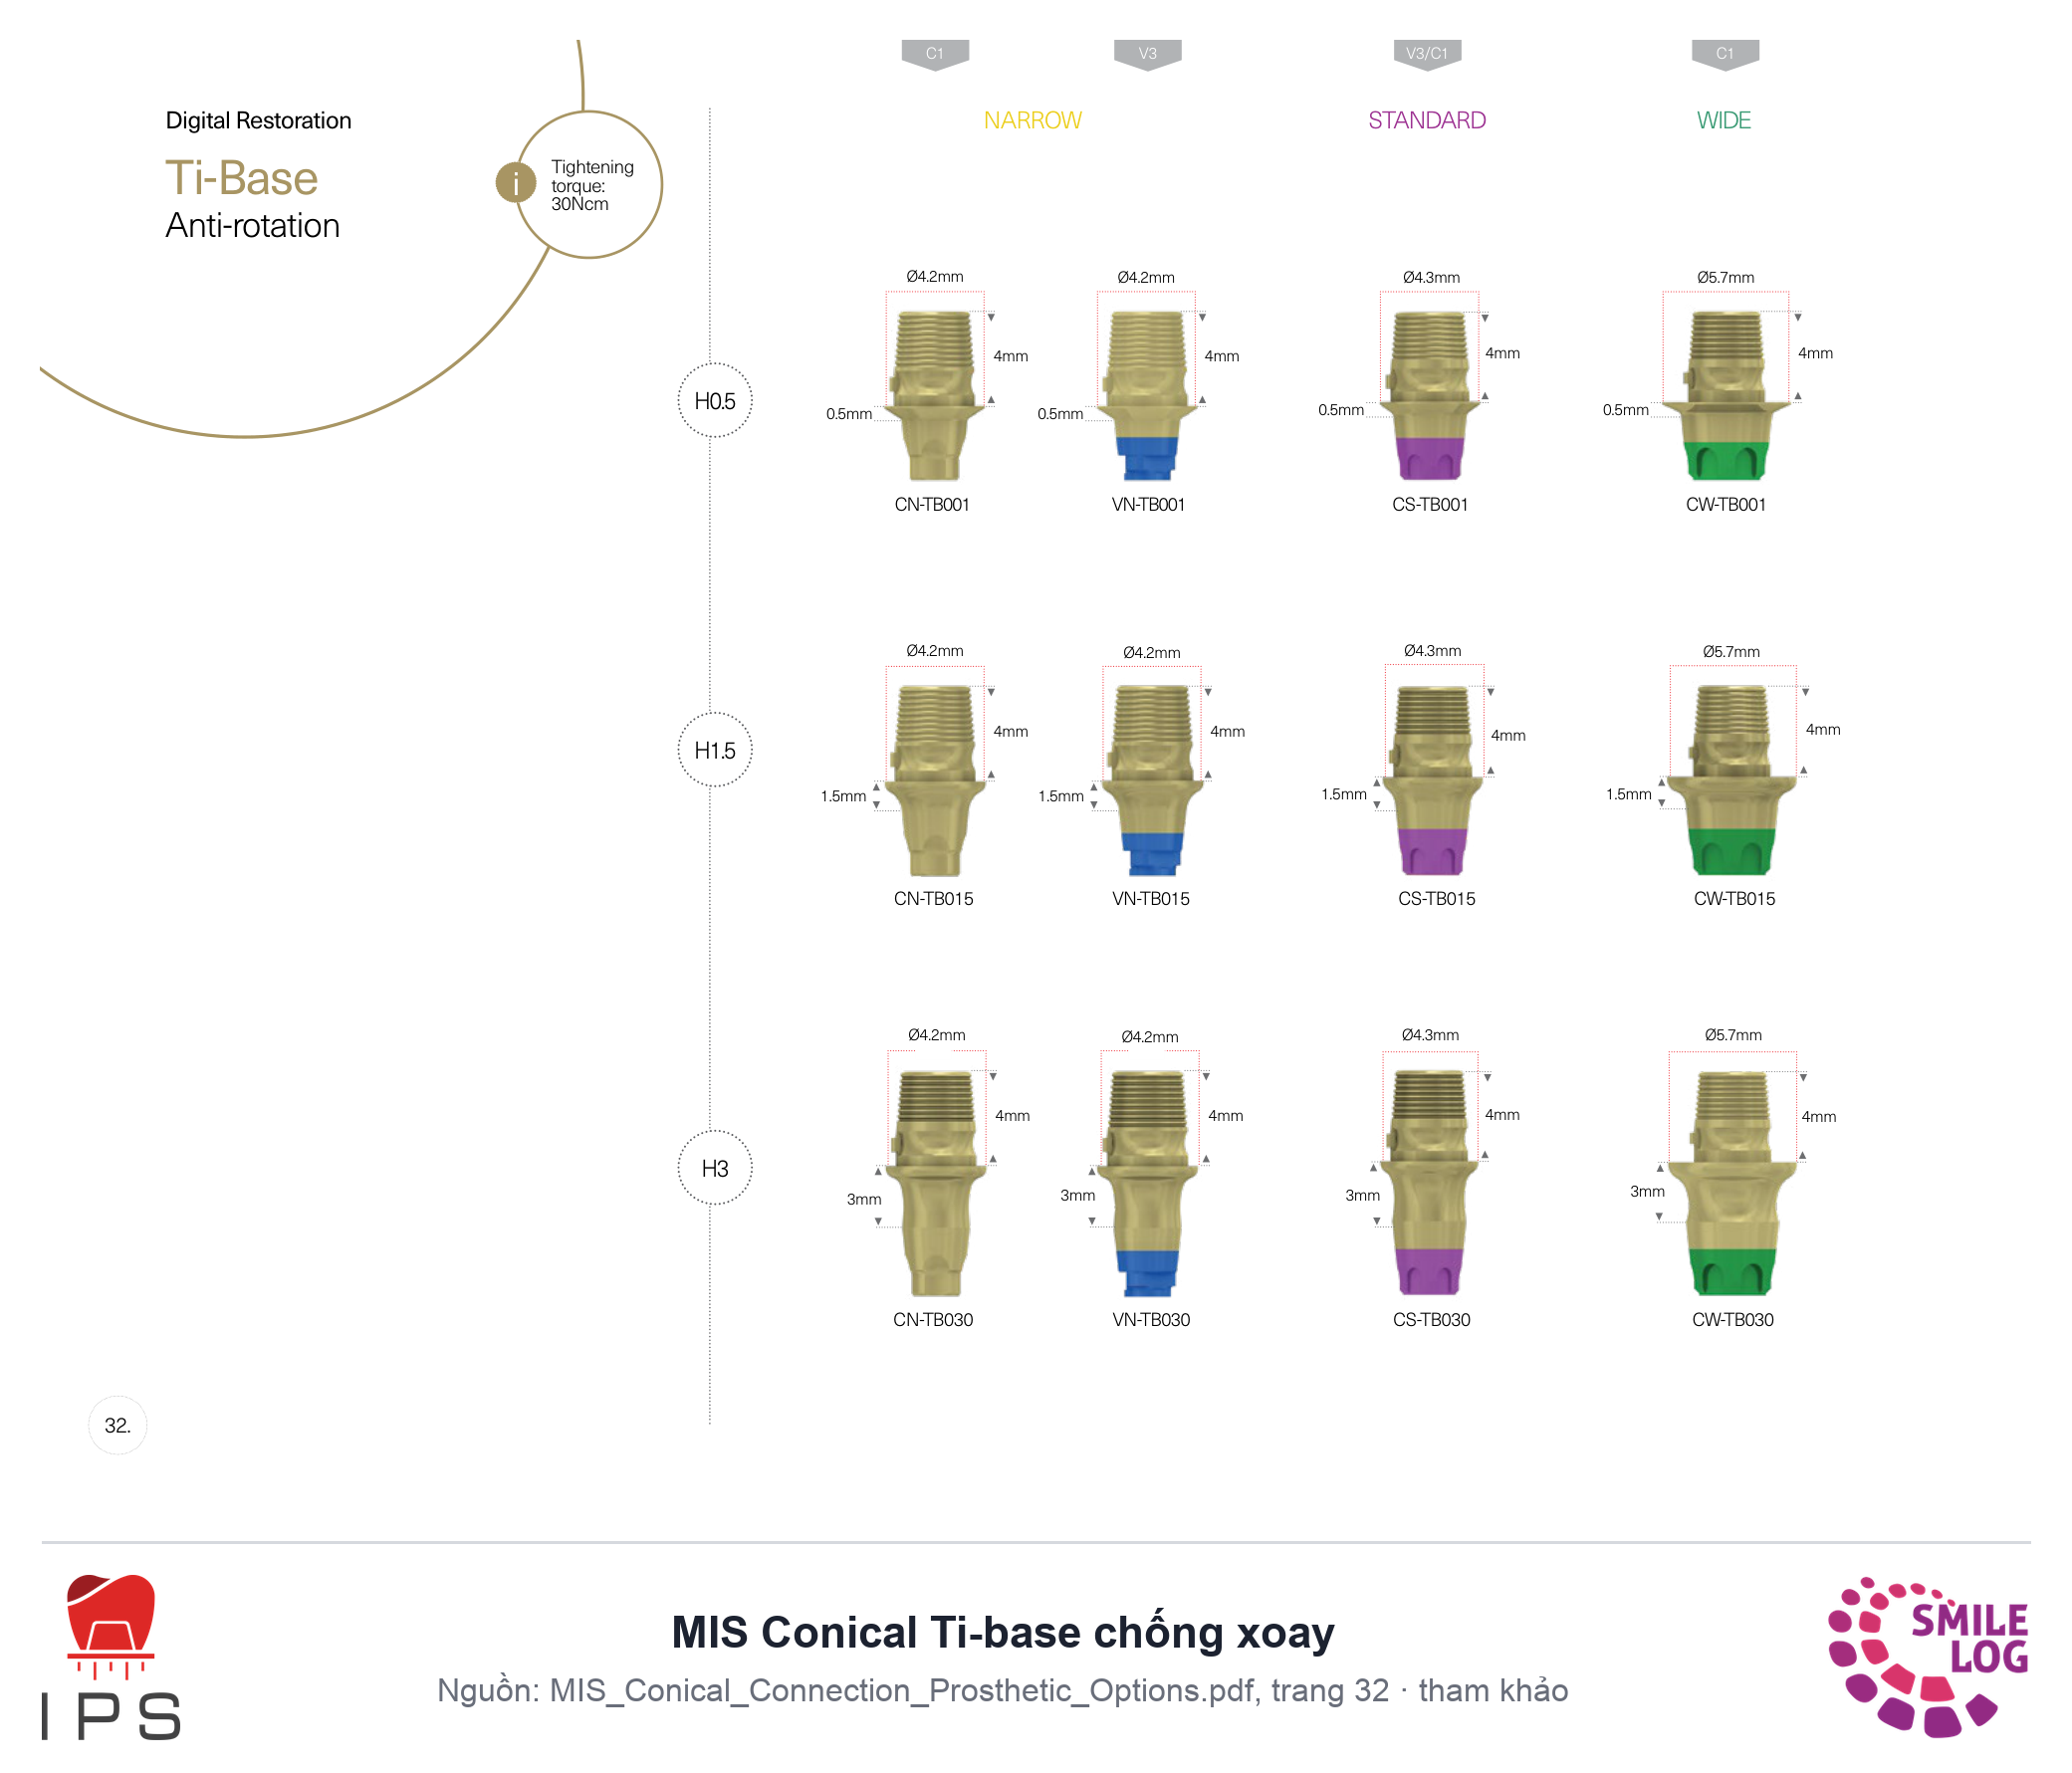 C1
V3
V3/C1
C1
Digital Restoration
Ti-Base
Anti-rotation
i
Tightening
torque:
30Ncm
NARROW
STANDARD
WIDE
H0.5
Ø4.2mm
Ø4.2mm
Ø4.3mm
Ø5.7mm
4mm
4mm
4mm
4mm
0.5mm
0.5mm
0.5mm
0.5mm
CN-TB001
VN-TB001
CS-TB001
CW-TB001
H1.5
Ø4.2mm
Ø4.2mm
Ø4.3mm
Ø5.7mm
4mm
4mm
4mm
4mm
1.5mm
1.5mm
1.5mm
1.5mm
CN-TB015
VN-TB015
CS-TB015
CW-TB015
H3
Ø4.2mm
Ø4.2mm
Ø4.3mm
Ø5.7mm
4mm
4mm
4mm
4mm
3mm
3mm
3mm
3mm
CN-TB030
VN-TB030
CS-TB030
CW-TB030
32.
IPS
MIS Conical Ti-base chống xoay
Nguồn: MIS_Conical_Connection_Prosthetic_Options.pdf, trang 32 · tham khảo
SMILE
LOG